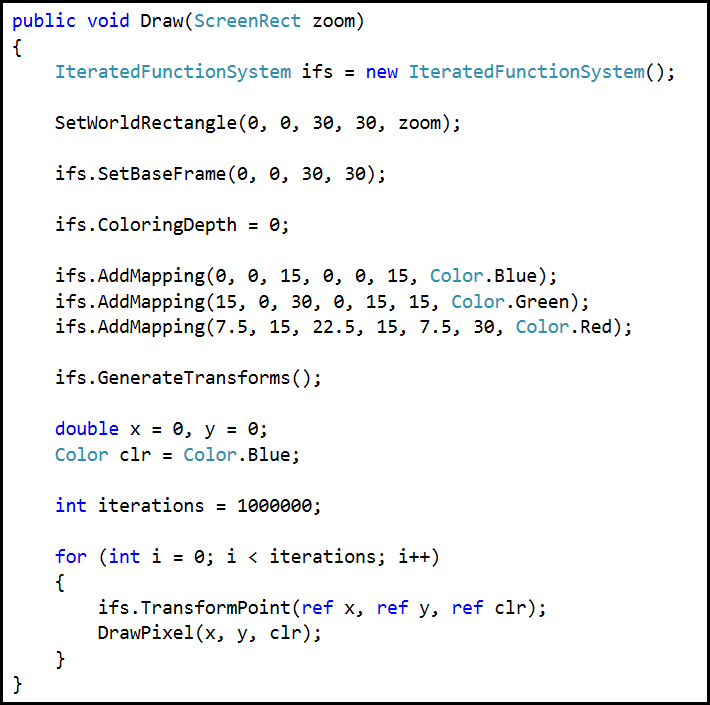 public void Draw(ScreenRect zoom)
{
    IteratedFunctionSystem ifs = new IteratedFunctionSystem();

    SetWorldRectangle(0, 0, 30, 30, zoom);

    ifs.SetBaseFrame(0, 0, 30, 30);

    ifs.ColoringDepth = 0;

    ifs.AddMapping(0, 0, 15, 0, 0, 15, Color.Blue);
    ifs.AddMapping(15, 0, 30, 0, 15, 15, Color.Green);
    ifs.AddMapping(7.5, 15, 22.5, 15, 7.5, 30, Color.Red);

    ifs.GenerateTransforms();

    double x = 0, y = 0;
    Color clr = Color.Blue;

    int iterations = 1000000;

    for (int i = 0; i < iterations; i++)
    {
        ifs.TransformPoint(ref x, ref y, ref clr);
        DrawPixel(x, y, clr);
    }
}